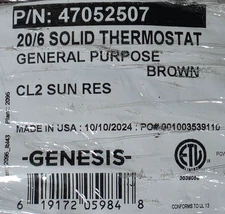 P/N: 47052507
20/6 SOLID THERMOSTAT
GENERAL PURPOSE
BROWN
CL2 SUN RES
MADE IN USA : 10/10/2024 : PO# 001003539110
-GENESIS-
ETL
6 19172 05984 8
CONFORMS TO UL 13